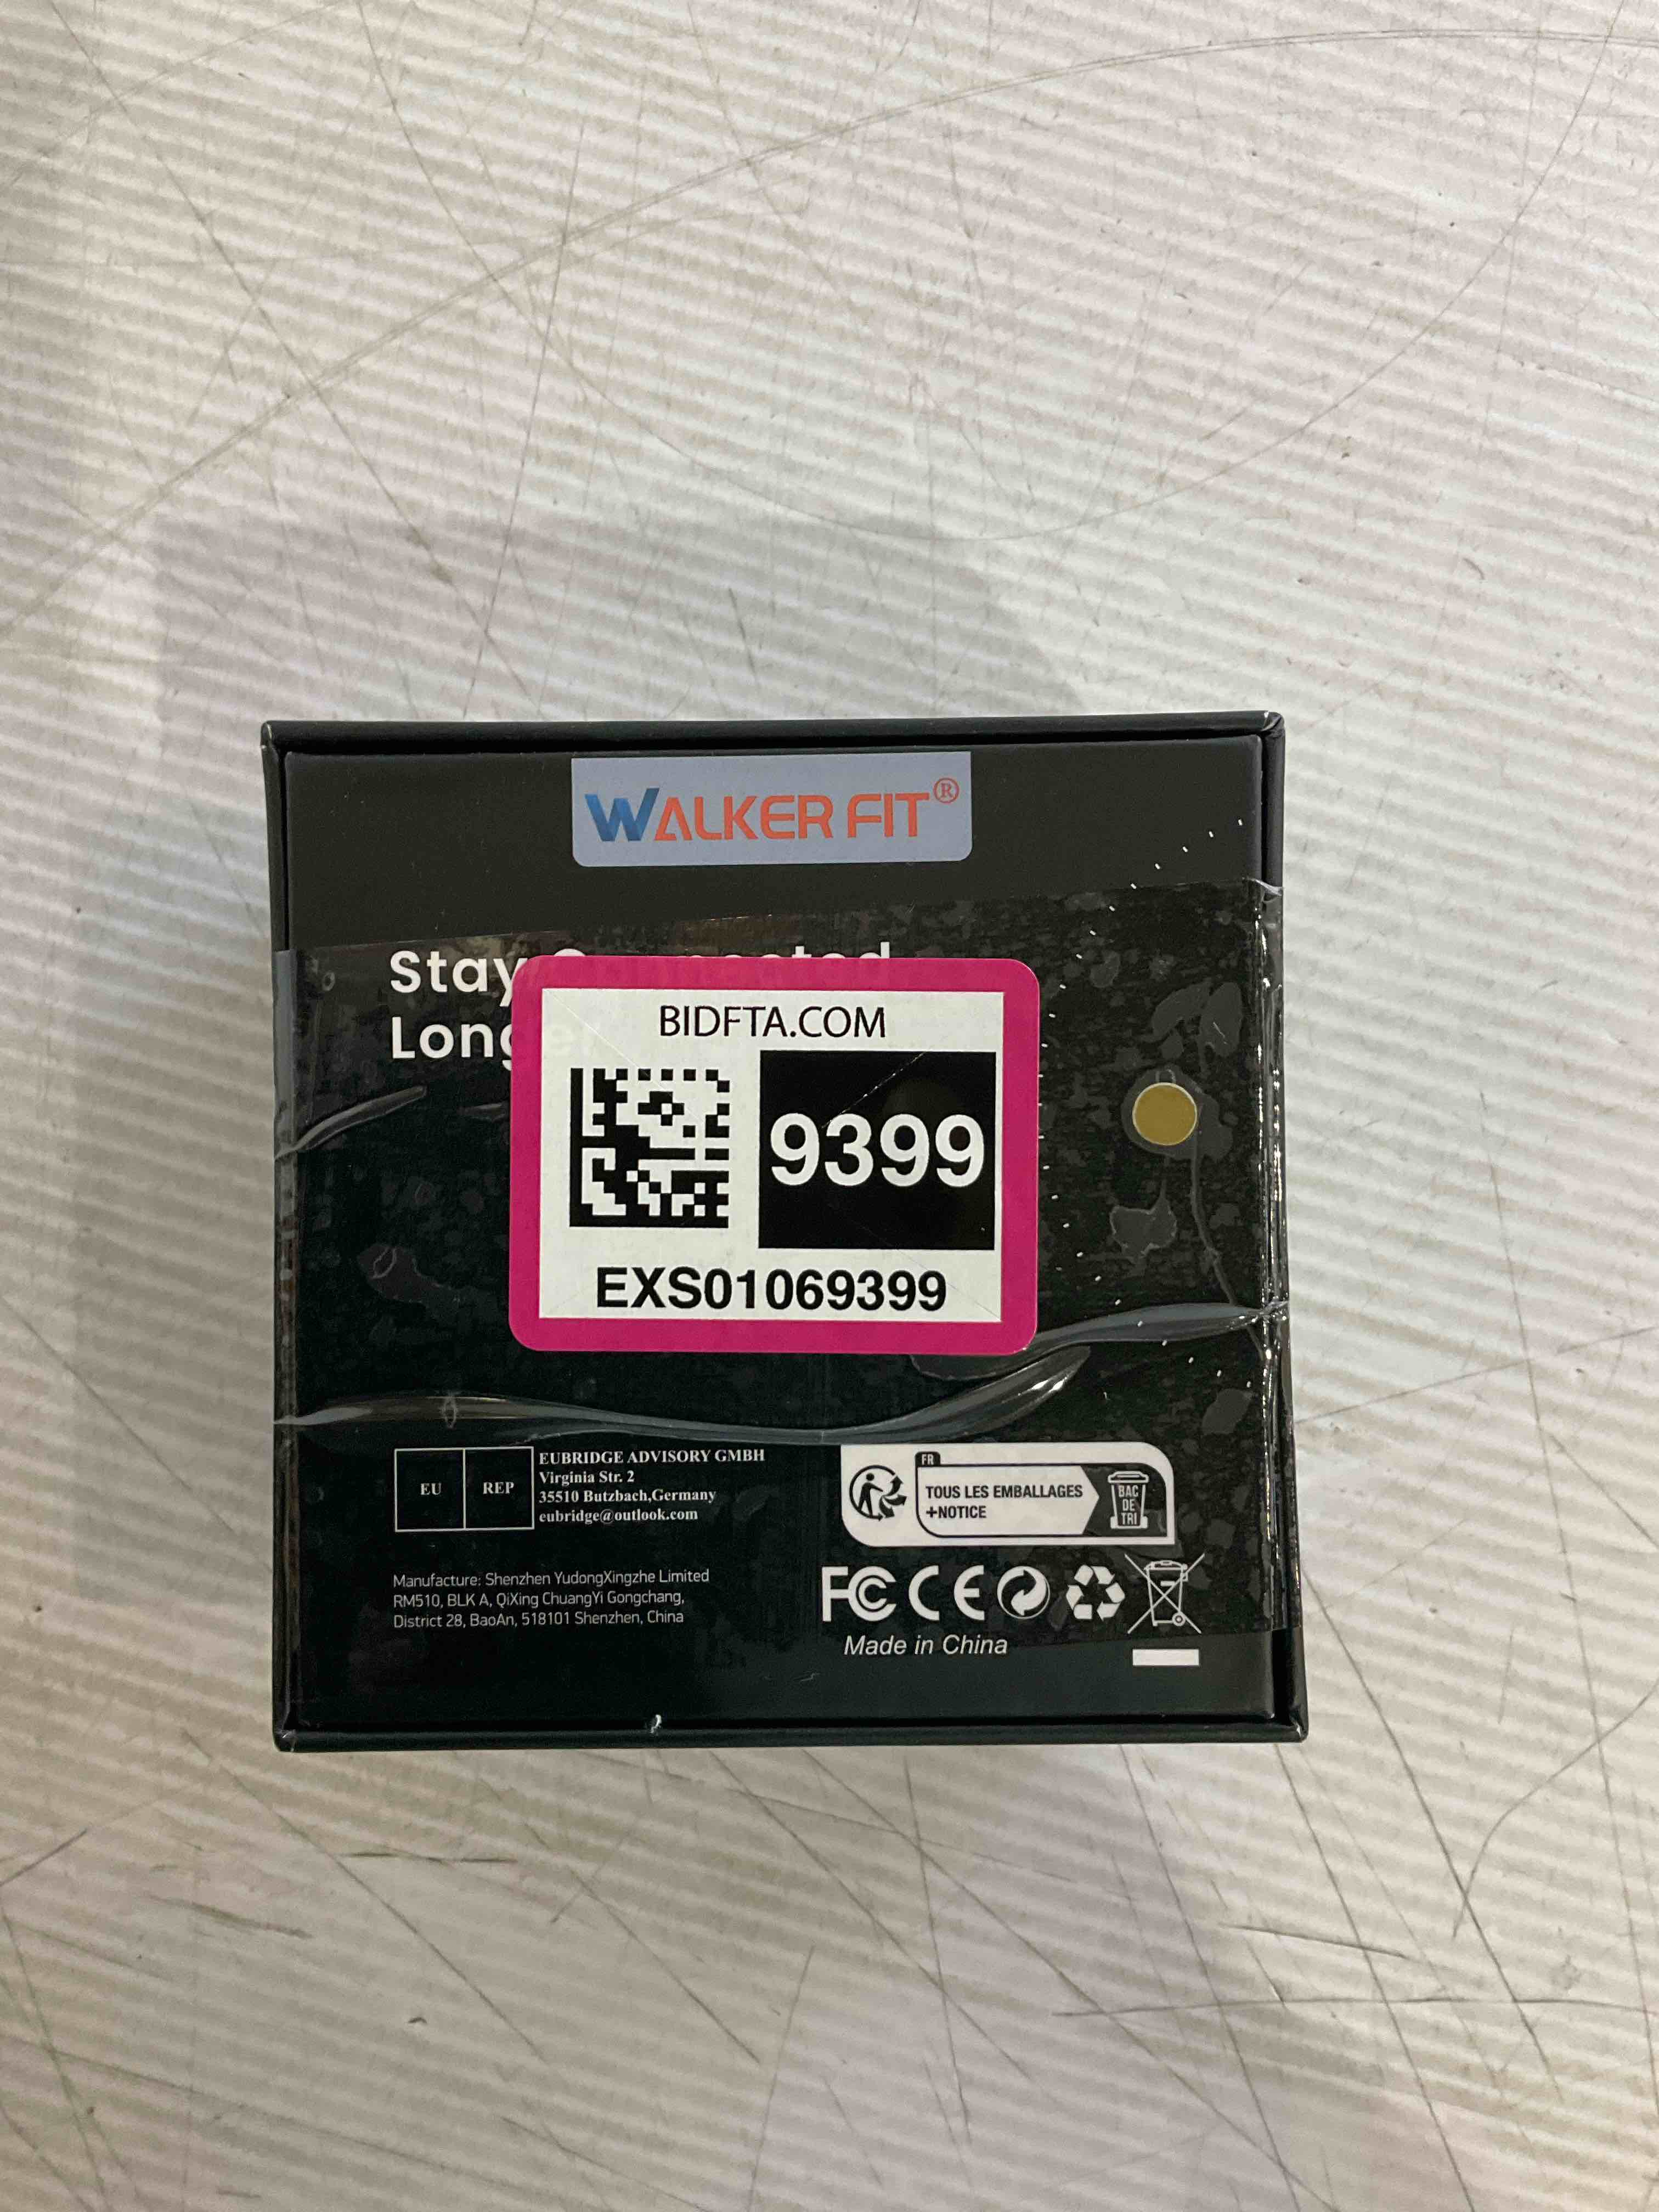 WALKER FIT®
Stay Connected
Longer
BIDFTA.COM
9399
EXS01069399
EU REP
EUBRIDGE ADVISORY GMBH
Virginia Str. 2
35510 Butzbach,Germany
eubridge@outlook.com
FR
TOUS LES EMBALLAGES
+NOTICE
BAC
DE
TRI
Manufacture: Shenzhen YudongXingzhe Limited
RM510, BLK A, QiXing ChuangYi Gongchang,
District 28, BaoAn, 518101 Shenzhen, China
FC CE
Made in China